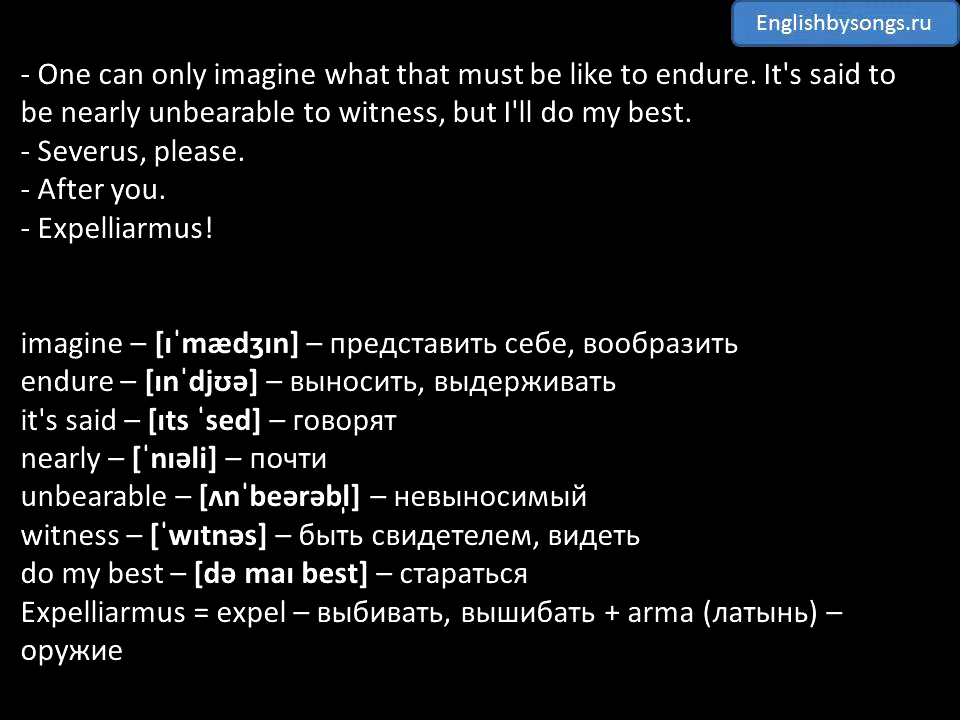 Englishbysongs.ru
- One can only imagine what that must be like to endure. It's said to
be nearly unbearable to witness, but I'll do my best.
- Severus, please.
- After you.
- Expelliarmus!
imagine – [ɪˈmædʒɪn] – представить себе, вообразить
endure – [ɪnˈdjʊə] – выносить, выдерживать
it's said – [ɪts ˈsed] – говорят
nearly – [ˈnɪəli] – почти
unbearable – [ʌnˈbeərəbl̩] – невыносимый
witness – [ˈwɪtnəs] – быть свидетелем, видеть
do my best – [də maɪ best] – стараться
Expelliarmus = expel – выбивать, вышибать + arma (латынь) –
оружие